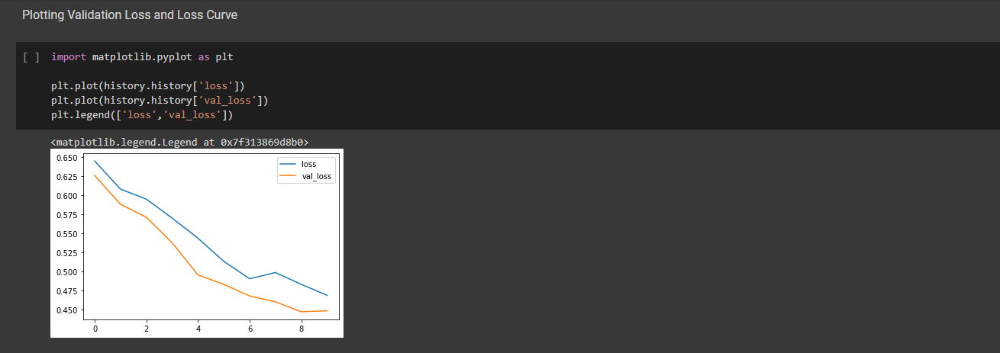 Plotting Validation Loss and Loss Curve
[ ] import matplotlib.pyplot as plt
plt.plot(history.history['loss'])
plt.plot(history.history['val_loss'])
plt.legend(['loss','val_loss'])
<matplotlib.legend.Legend at 0x7f313869d8b0>
0.650
0.625
0.600
0.575
0.550
0.525
0.500
0.475
0.450
loss
val_loss
0 2 4 6 8